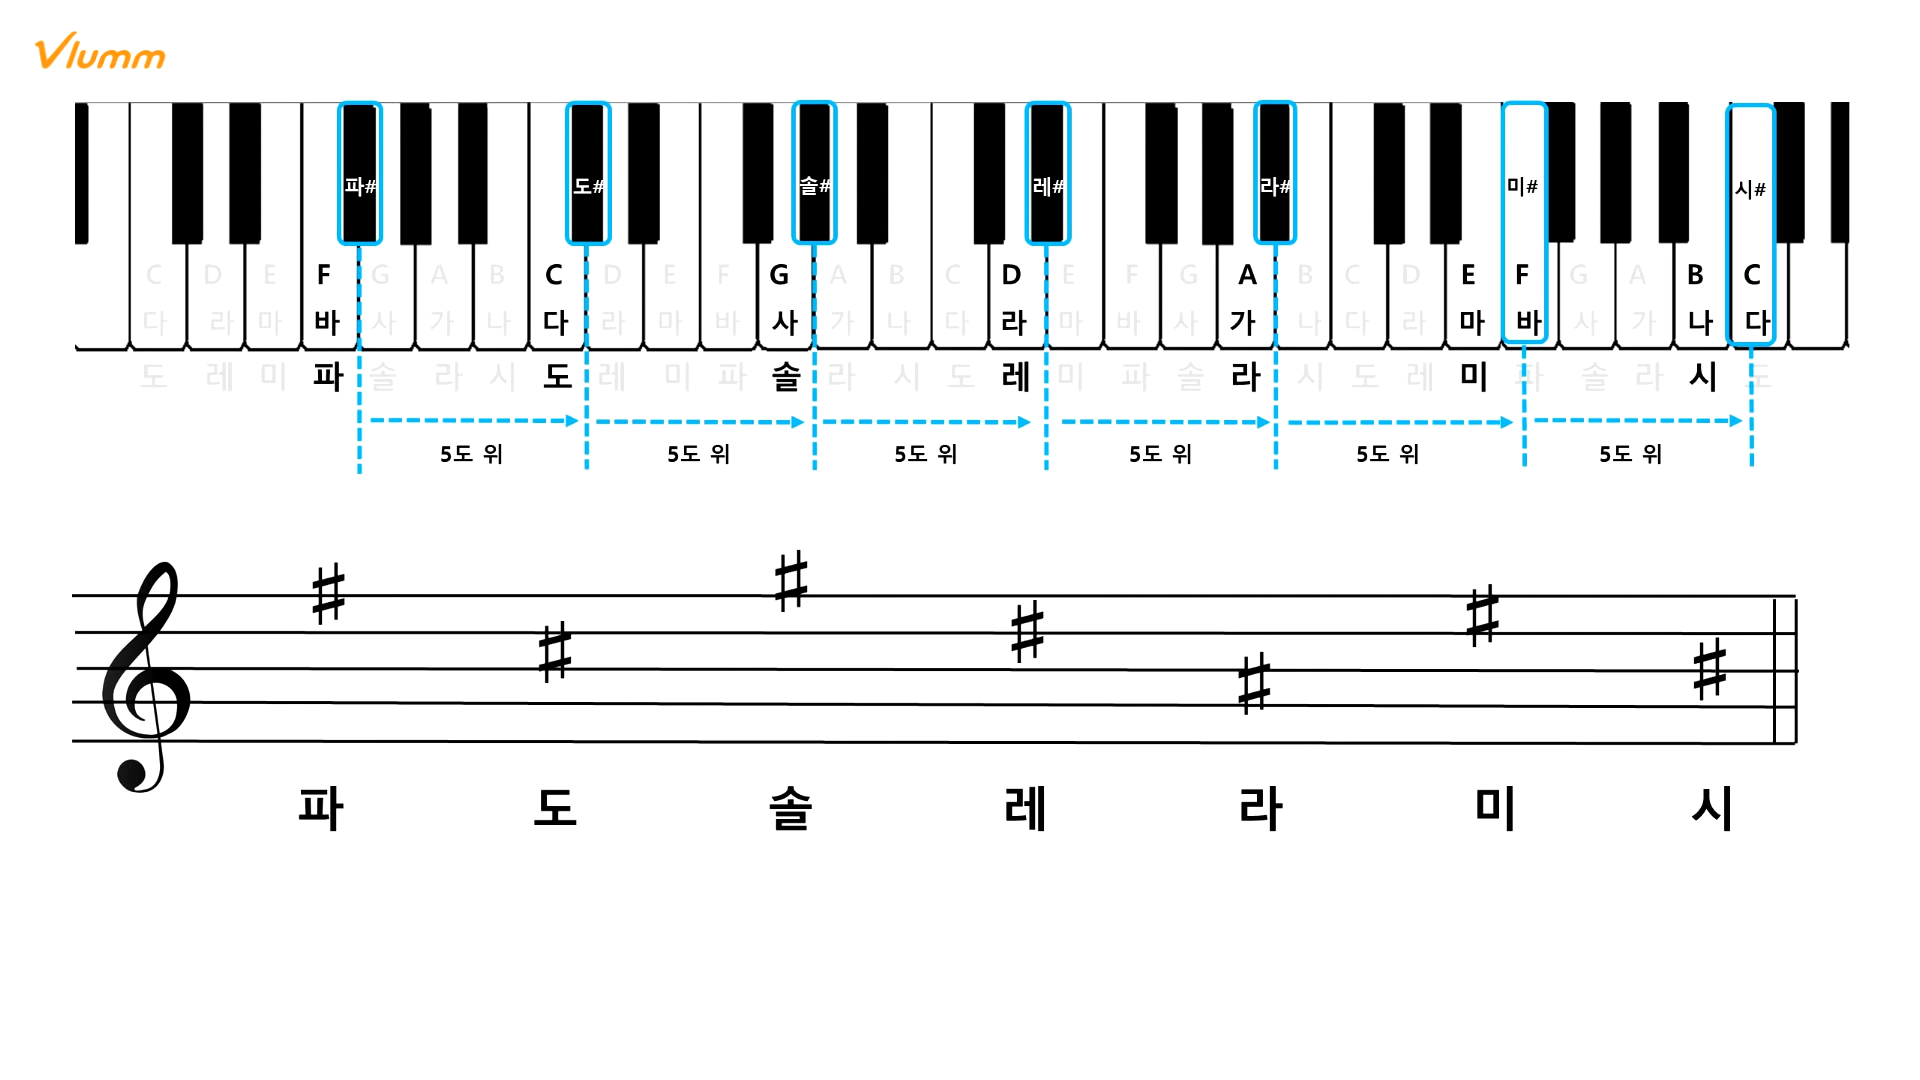 Vlumm
파# 도# 솔# 레# 라# 미# 시#
C D E F G A B C D E F G A B C D E F G A B C D E F G A B C
다 라 마 바 사 가 나 다 라 마 바 사 가 나 다 라 마 바 사 가 나 다 라 마 바 사 가 나 다
도 레 미 파 솔 라 시 도 레 미 파 솔 라 시 도 레 미 파 솔 라 시 도 레 미 파 솔 라 시 도
5도 위 5도 위 5도 위 5도 위 5도 위 5도 위
파 도 솔 레 라 미 시